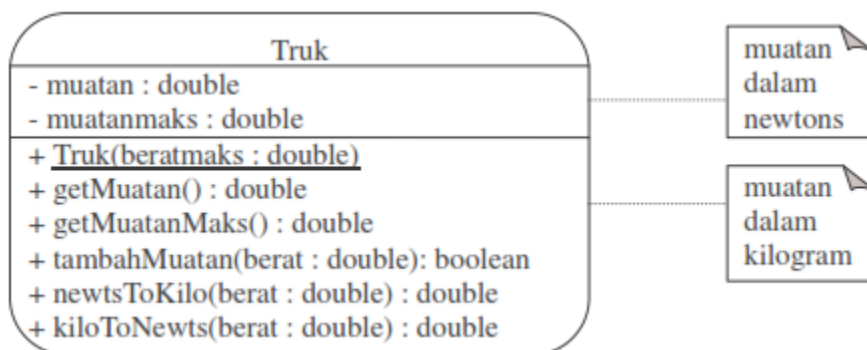 Truk
- muatan : double
- muatanmaks : double
+ Truk(beratmaks : double)
+ getMuatan() : double
+ getMuatanMaks() : double
+ tambahMuatan(berat : double): boolean
+ newtsToKilo(berat : double) : double
+ kiloToNewts(berat : double) : double
muatan
dalam
newtons
muatan
dalam
kilogram